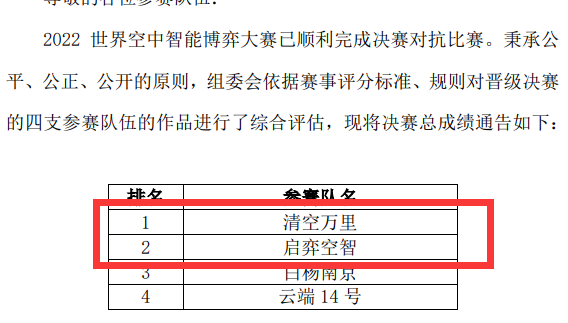 尊敬的各位参赛队伍：
2022 世界空中智能博弈大赛已顺利完成决赛对抗比赛。秉承公
平、公正、公开的原则，组委会依据赛事评分标准、规则对晋级决赛
的四支参赛队伍的作品进行了综合评估，现将决赛总成绩通告如下：
排名 参赛队名
1 清空万里
2 启弈空智
3 白杨南京
4 云端 14 号